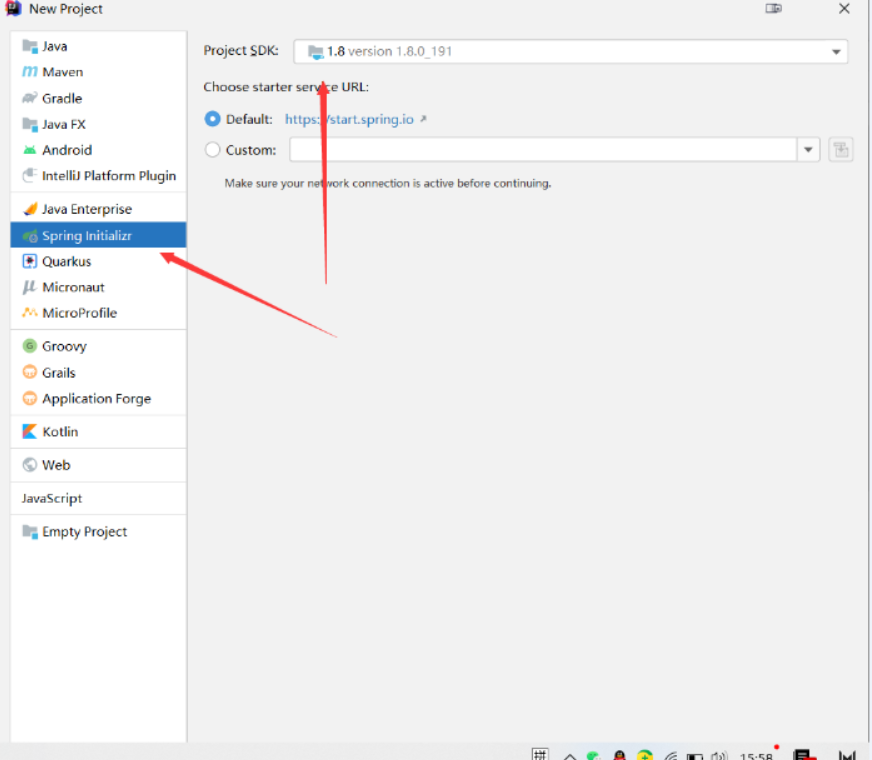 New Project
Java
Maven
Gradle
Java FX
Android
IntelliJ Platform Plugin
Java Enterprise
Spring Initializr
Quarkus
Micronaut
MicroProfile
Groovy
Grails
Application Forge
Kotlin
Web
JavaScript
Empty Project
Project SDK: 1.8 version 1.8.0_191
Choose starter service URL:
Default: https://start.spring.io
Custom:
Make sure your network connection is active before continuing.
拼 15:58